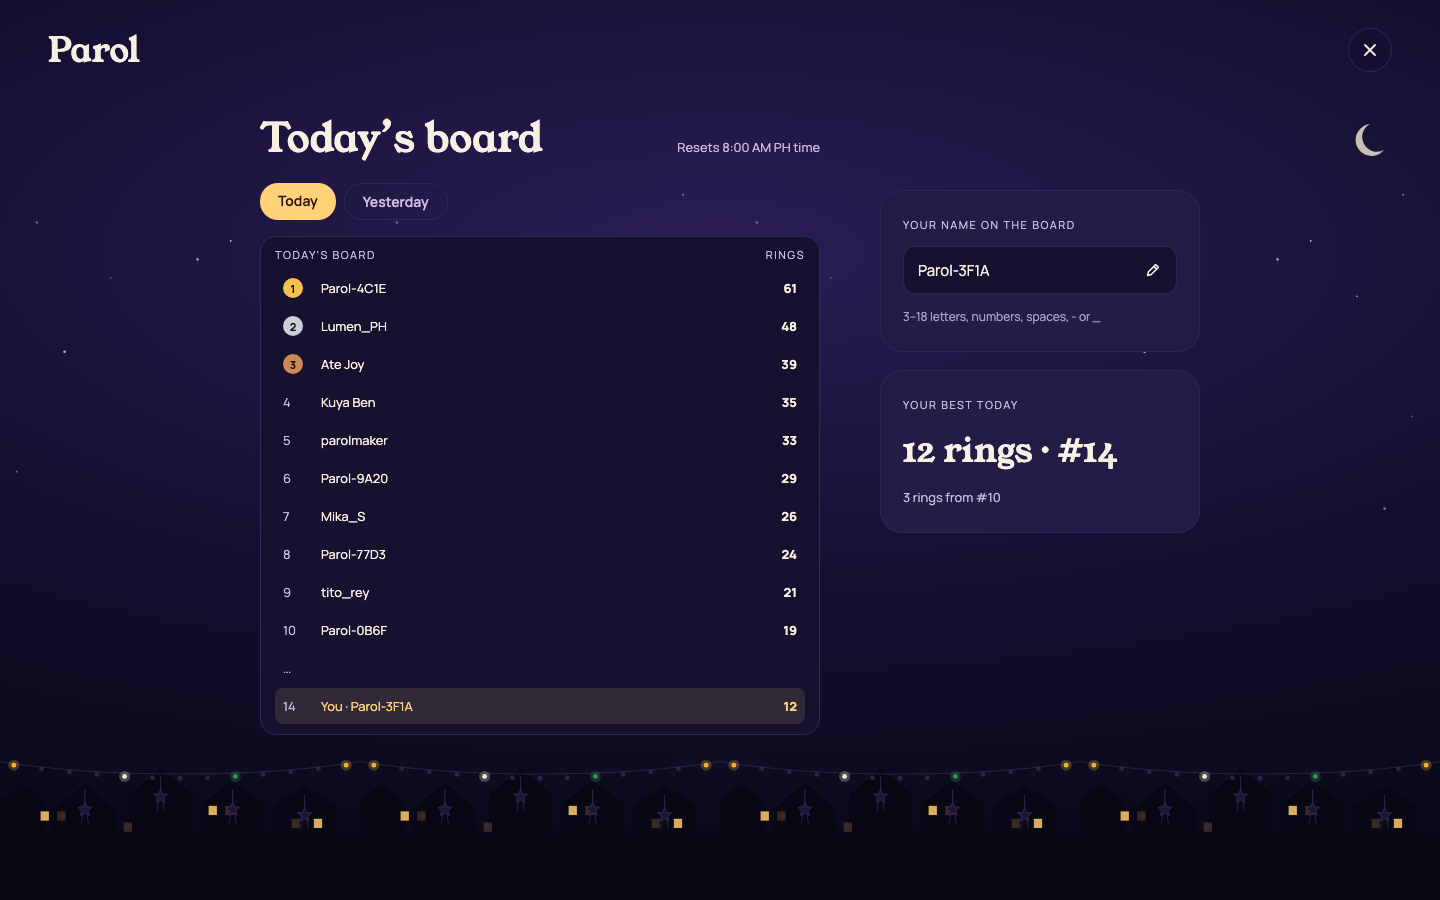 Parol
Today's board
Resets 8:00 AM PH time
Today
Yesterday
TODAY'S BOARD RINGS
1 Parol-4C1E 61
2 Lumen_PH 48
3 Ate Joy 39
4 Kuya Ben 35
5 parolmaker 33
6 Parol-9A20 29
7 Mika_S 26
8 Parol-77D3 24
9 tito_rey 21
10 Parol-0B6F 19
…
14 You · Parol-3F1A 12
YOUR NAME ON THE BOARD
Parol-3F1A
3–18 letters, numbers, spaces, - or _
YOUR BEST TODAY
12 rings · #14
3 rings from #10